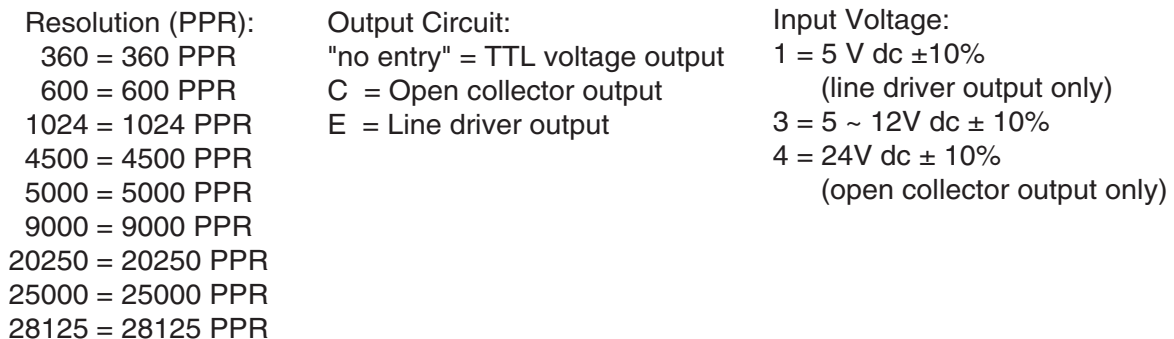 Resolution (PPR):
360 = 360 PPR
600 = 600 PPR
1024 = 1024 PPR
4500 = 4500 PPR
5000 = 5000 PPR
9000 = 9000 PPR
20250 = 20250 PPR
25000 = 25000 PPR
28125 = 28125 PPR
Output Circuit:
"no entry" = TTL voltage output
C = Open collector output
E = Line driver output
Input Voltage:
1 = 5 V dc ±10%
(line driver output only)
3 = 5 ~ 12V dc ± 10%
4 = 24V dc ± 10%
(open collector output only)